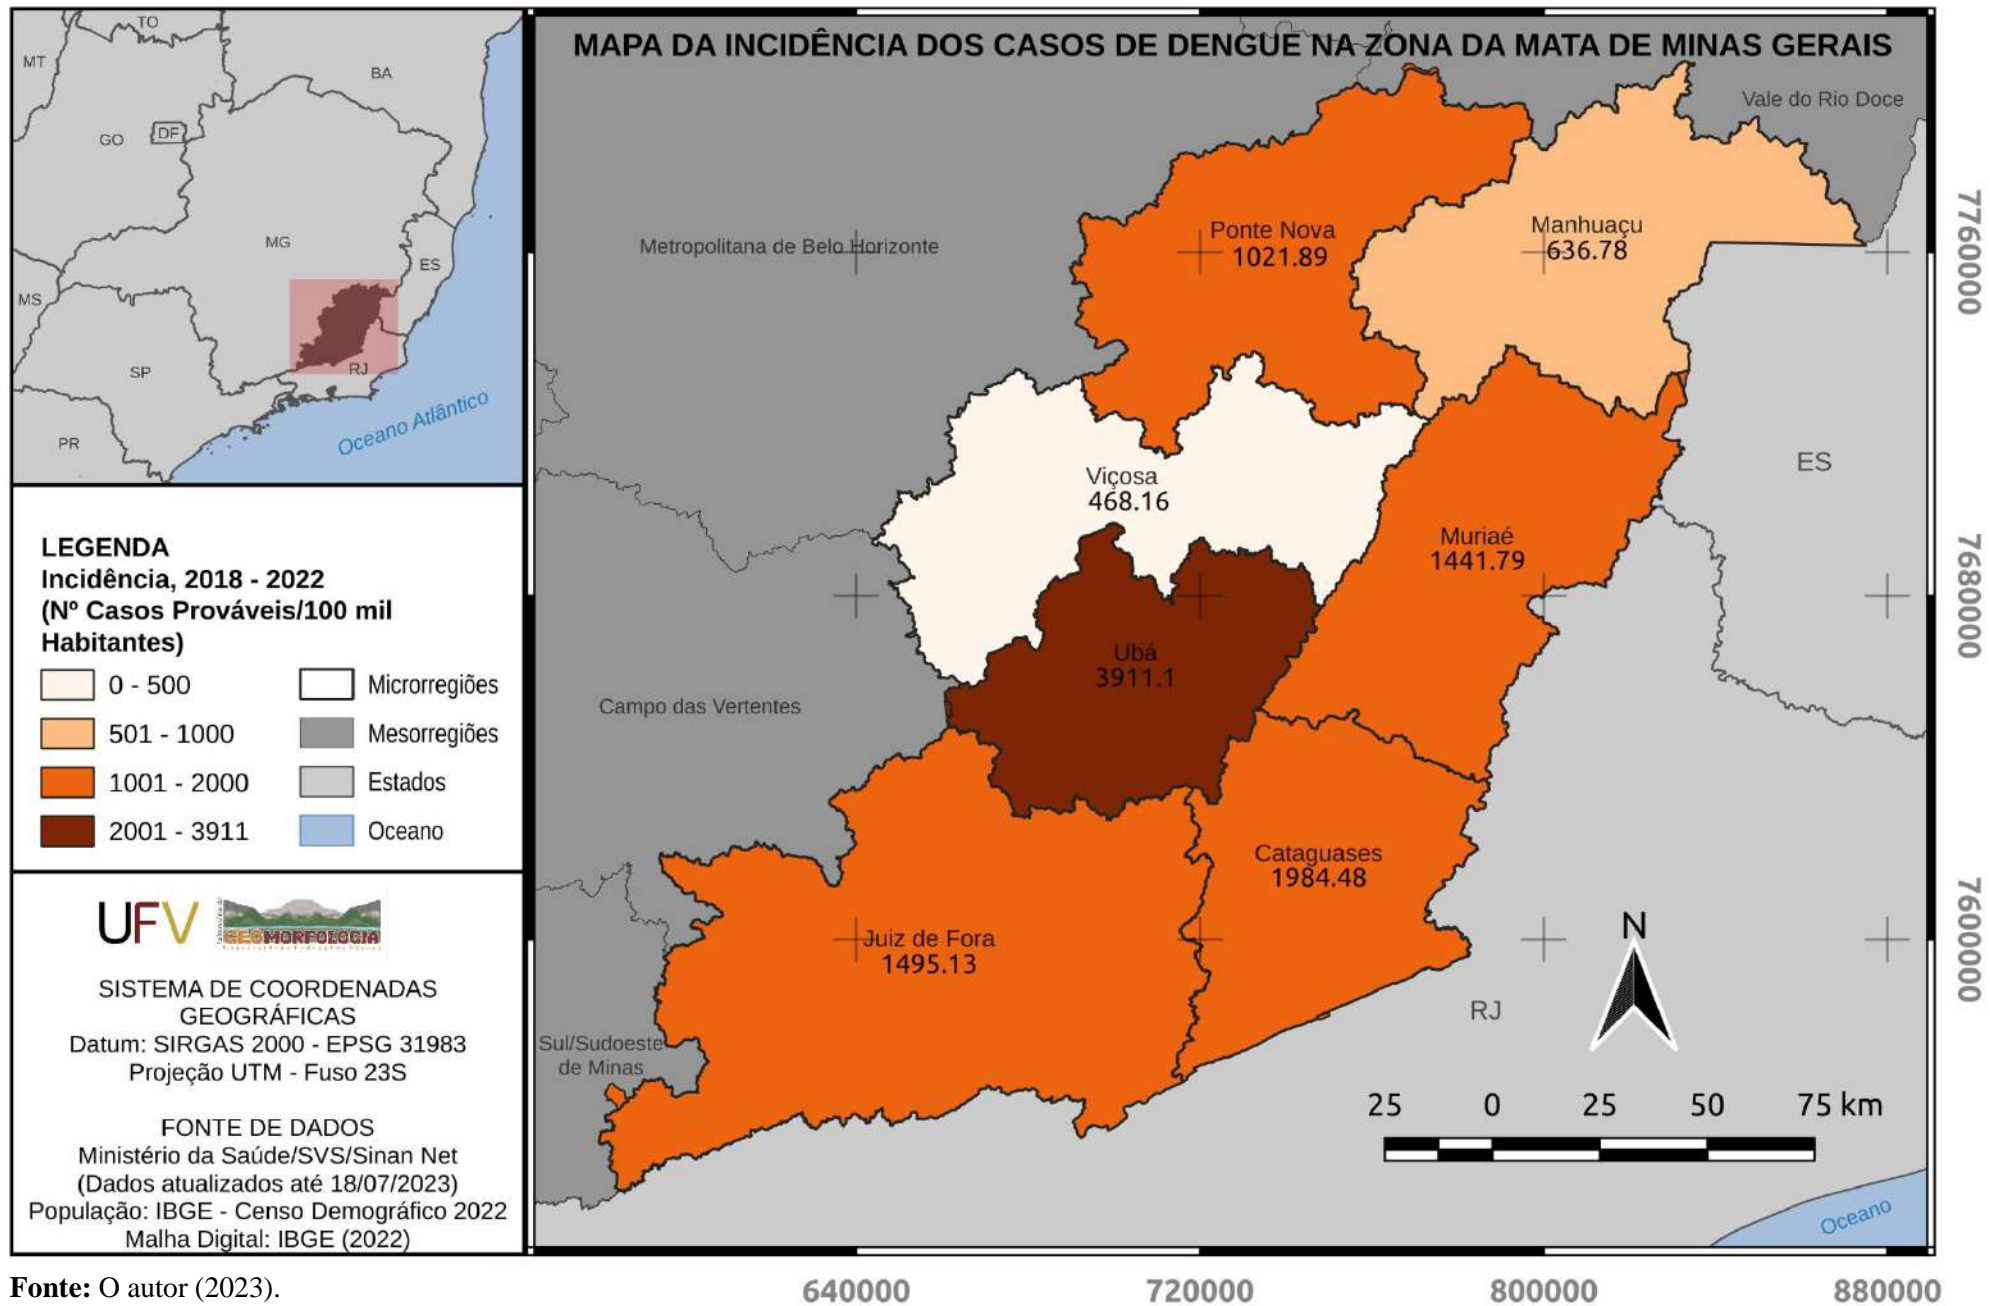 MAPA DA INCIDÊNCIA DOS CASOS DE DENGUE NA ZONA DA MATA DE MINAS GERAIS
TO
MT
BA
GO
DF
MG
ES
MS
SP
RJ
PR
Oceano Atlântico
LEGENDA
Incidência, 2018 - 2022
(Nº Casos Prováveis/100 mil
Habitantes)
0 - 500
501 - 1000
1001 - 2000
2001 - 3911
Microrregiões
Mesorregiões
Estados
Oceano
UFV
GEOMORFOLOGIA
SISTEMA DE COORDENADAS
GEOGRÁFICAS
Datum: SIRGAS 2000 - EPSG 31983
Projeção UTM - Fuso 23S
FONTE DE DADOS
Ministério da Saúde/SVS/Sinan Net
(Dados atualizados até 18/07/2023)
População: IBGE - Censo Demográfico 2022
Malha Digital: IBGE (2022)
Vale do Rio Doce
Metropolitana de Belo Horizonte
Ponte Nova
1021.89
Manhuaçu
636.78
Viçosa
468.16
ES
Muriaé
1441.79
Ubá
3911.1
Campo das Vertentes
Cataguases
1984.48
Juiz de Fora
1495.13
Sul/Sudoeste
de Minas
RJ
N
25 0 25 50 75 km
Oceano
7760000
7680000
7600000
640000 720000 800000 880000
Fonte: O autor (2023).